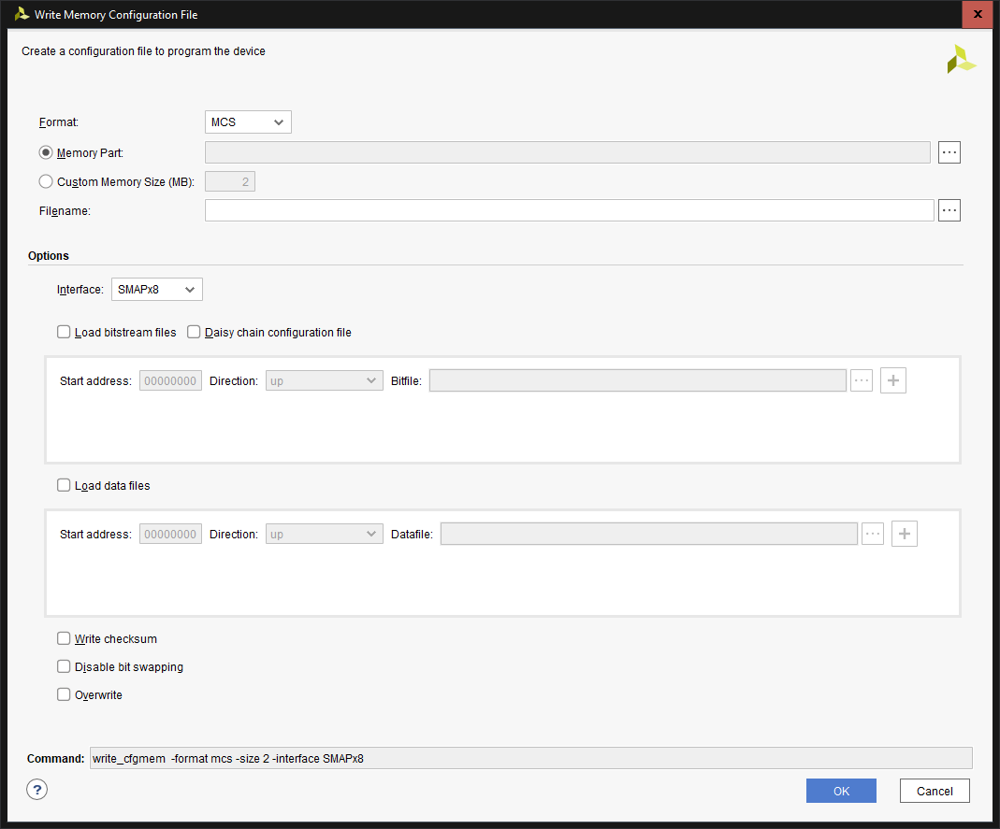 Write Memory Configuration File
Create a configuration file to program the device
Format: MCS
Memory Part: ...
Custom Memory Size (MB): 2
Filename: ...
Options
Interface: SMAPx8
Load bitstream files Daisy chain configuration file
Start address: 00000000 Direction: up Bitfile: ... +
Load data files
Start address: 00000000 Direction: up Datafile: ... +
Write checksum
Disable bit swapping
Overwrite
Command: write_cfgmem -format mcs -size 2 -interface SMAPx8
? OK Cancel